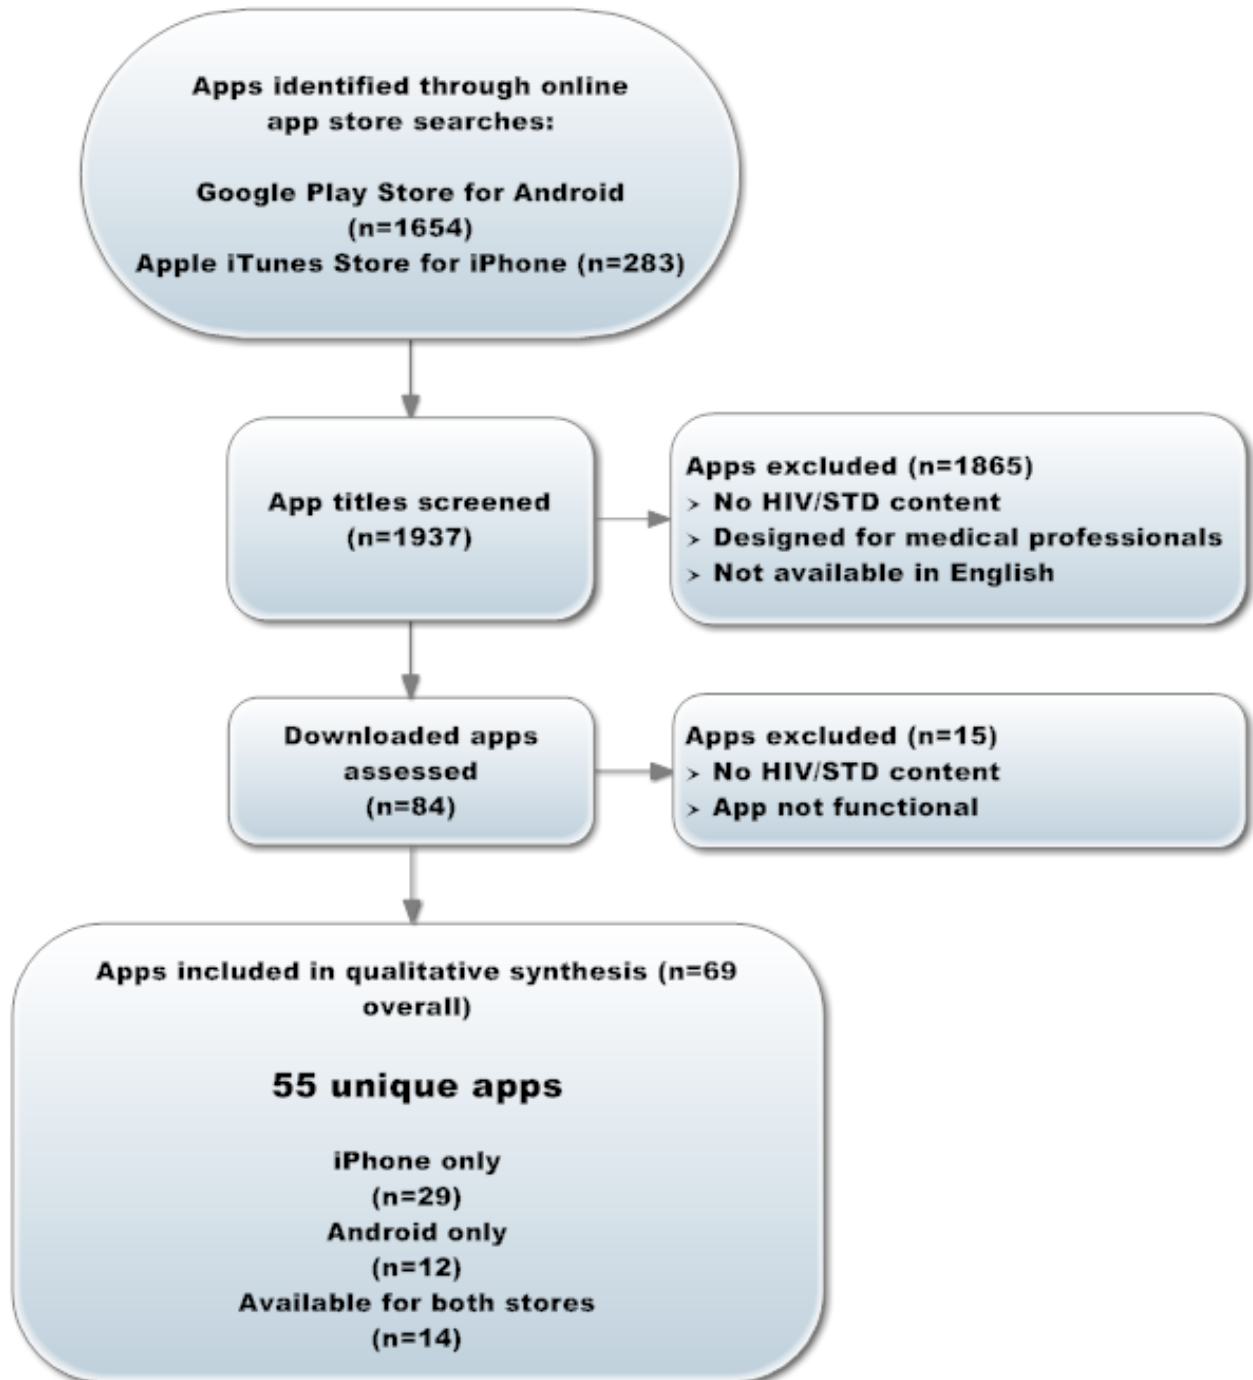 Apps identified through online
app store searches:
Google Play Store for Android
(n=1654)
Apple iTunes Store for iPhone (n=283)
App titles screened
(n=1937)
Apps excluded (n=1865)
➢ No HIV/STD content
➢ Designed for medical professionals
➢ Not available in English
Downloaded apps
assessed
(n=84)
Apps excluded (n=15)
➢ No HIV/STD content
➢ App not functional
Apps included in qualitative synthesis (n=69
overall)
55 unique apps
iPhone only
(n=29)
Android only
(n=12)
Available for both stores
(n=14)